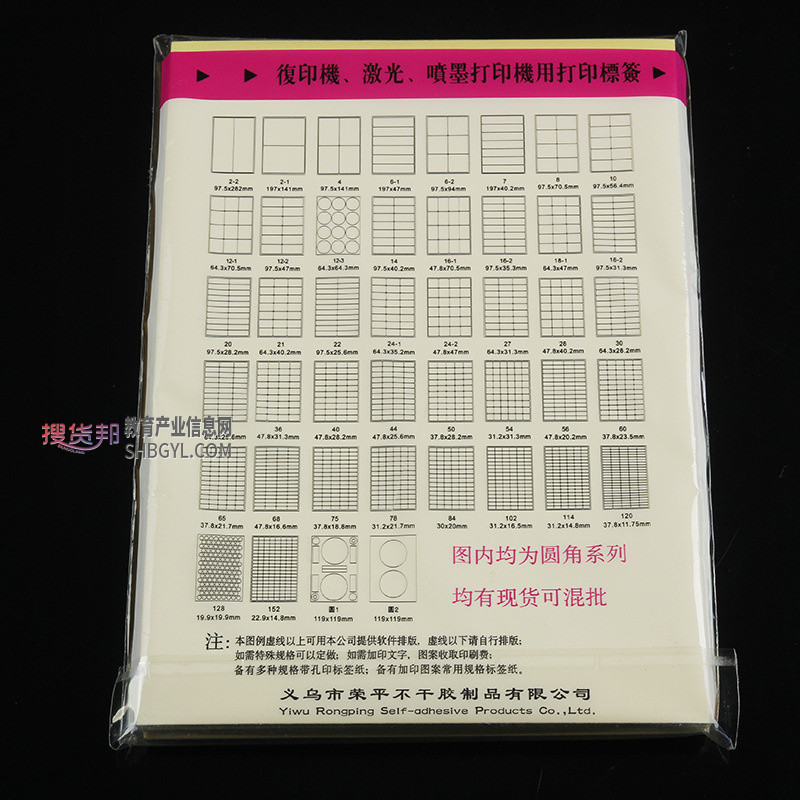 ▶ ▶ 復印機、激光、噴墨打印機用打印標簽 ▶
2-2 2-1 4 6-1 6-2 7 8 10
97.5x282mm 197x141mm 97.5x141mm 197x47mm 97.5x94mm 197x40.2mm 97.5x70.5mm 97.5x56.4mm
12-1 12-2 12-3 14 16-1 16-2 18-1 18-2
64.3x70.5mm 97.5x47mm 64.3x64.3mm 97.5x40.2mm 47.8x70.5mm 97.5x35.3mm 64.3x47mm 97.5x31.3mm
20 21 22 24-1 24-2 27 28 30
97.5x28.2mm 64.3x40.2mm 97.5x25.6mm 64.3x35.2mm 47.8x47mm 64.3x31.3mm 47.8x40.2mm 64.3x28.2mm
36 40 44 50 54 56 60
47.8x31.3mm 47.8x28.2mm 47.8x25.6mm 37.8x28.2mm 31.2x31.3mm 47.8x20.2mm 37.8x23.5mm
搜货邦 教育产业信息网
SHBGYL.COM
65 68 75 78 84 102 114 120
37.8x21.7mm 47.8x16.6mm 37.8x18.8mm 31.2x21.7mm 30x20mm 31.2x16.5mm 31.2x14.8mm 37.8x11.75mm
128 152 圆1 圆2
19.9x19.9mm 22.9x14.8mm 119x119mm 119x119mm
图内均为圆角系列
均有现货可混批
注: 本图例虚线以上可用本公司提供软件排版，虚线以下请自行排版;
如需特殊规格可以定做; 如需加印文字，图案收取印刷费;
备有多种规格带孔印标签纸; 备有加印图案常用规格标签纸。
义乌市荣平不干胶制品有限公司
Yiwu Rongping Self-adhesive Products Co.,Ltd.